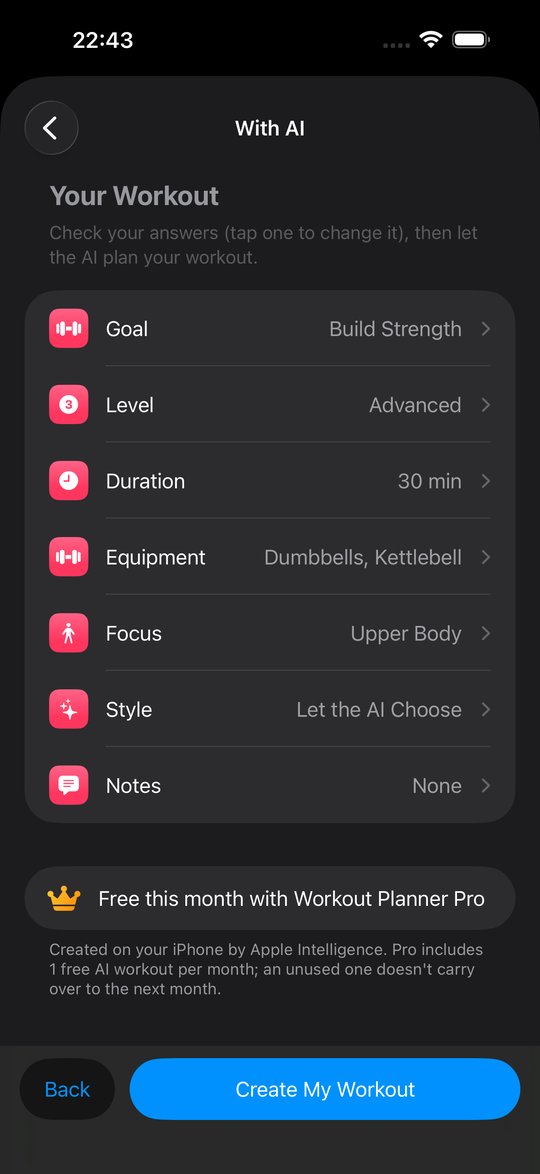 22:43
With AI
Your Workout
Check your answers (tap one to change it), then let
the AI plan your workout.
Goal Build Strength
3 Level Advanced
Duration 30 min
Equipment Dumbbells, Kettlebell
Focus Upper Body
Style Let the AI Choose
Notes None
Free this month with Workout Planner Pro
Created on your iPhone by Apple Intelligence. Pro includes
1 free AI workout per month; an unused one doesn't carry
over to the next month.
Back Create My Workout